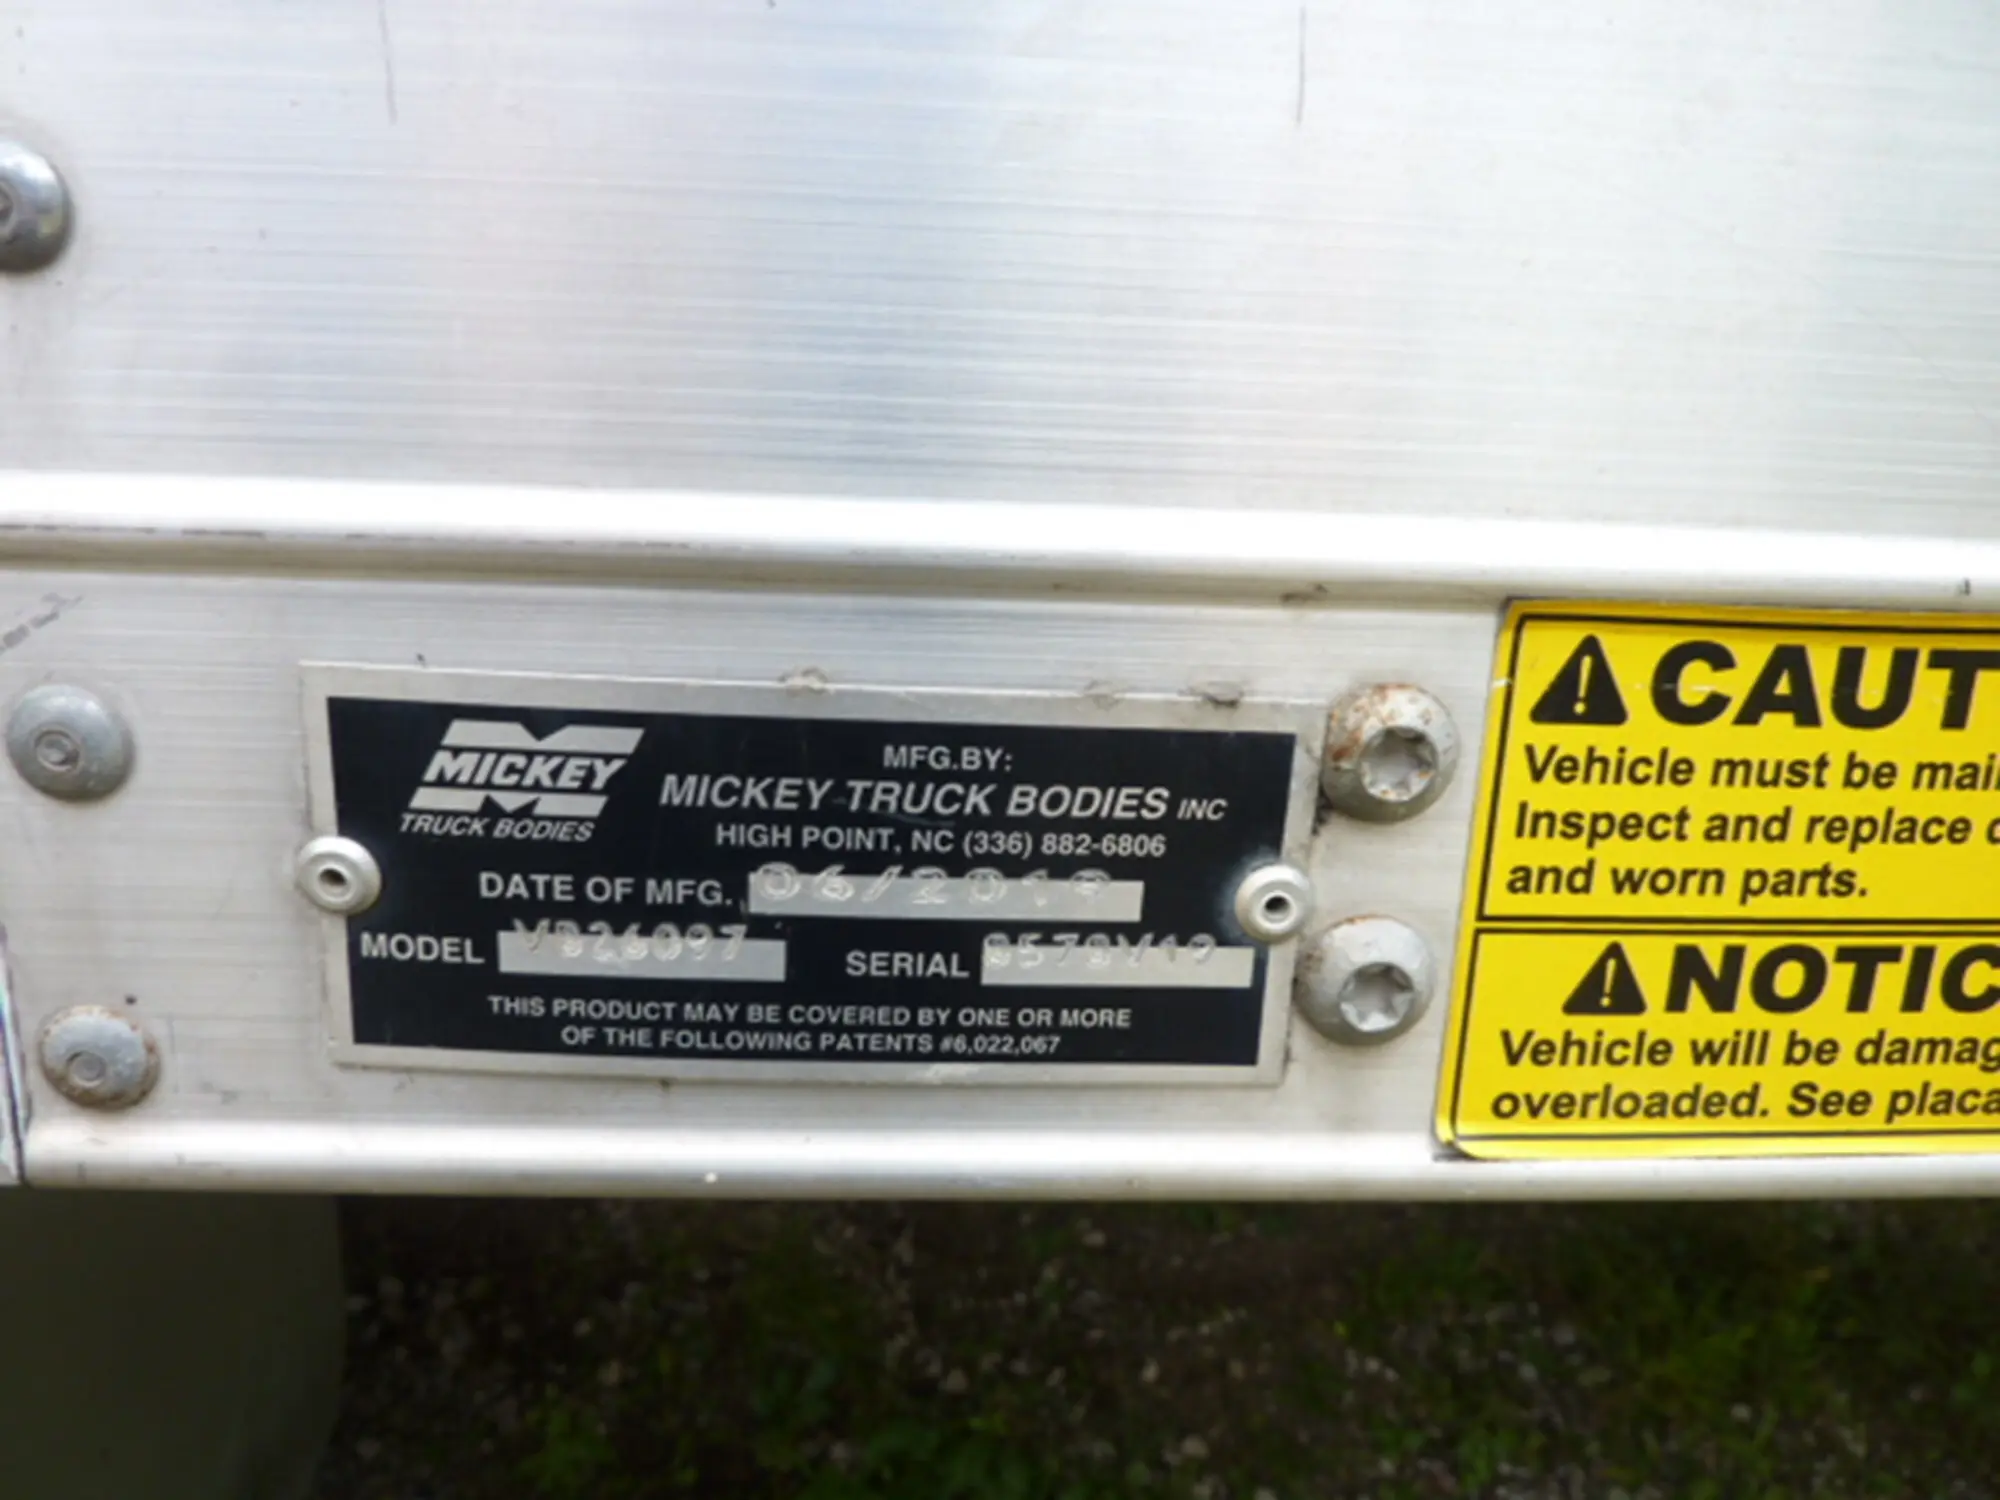 MICKEY
TRUCK BODIES
MFG.BY:
MICKEY TRUCK BODIES INC
HIGH POINT, NC (336) 882-6806
DATE OF MFG. 06/2019
MODEL
SERIAL
THIS PRODUCT MAY BE COVERED BY ONE OR MORE
OF THE FOLLOWING PATENTS #6,022,067
CAUT
Vehicle must be mai
Inspect and replace
and worn parts.
NOTIC
Vehicle will be damag
overloaded. See placa